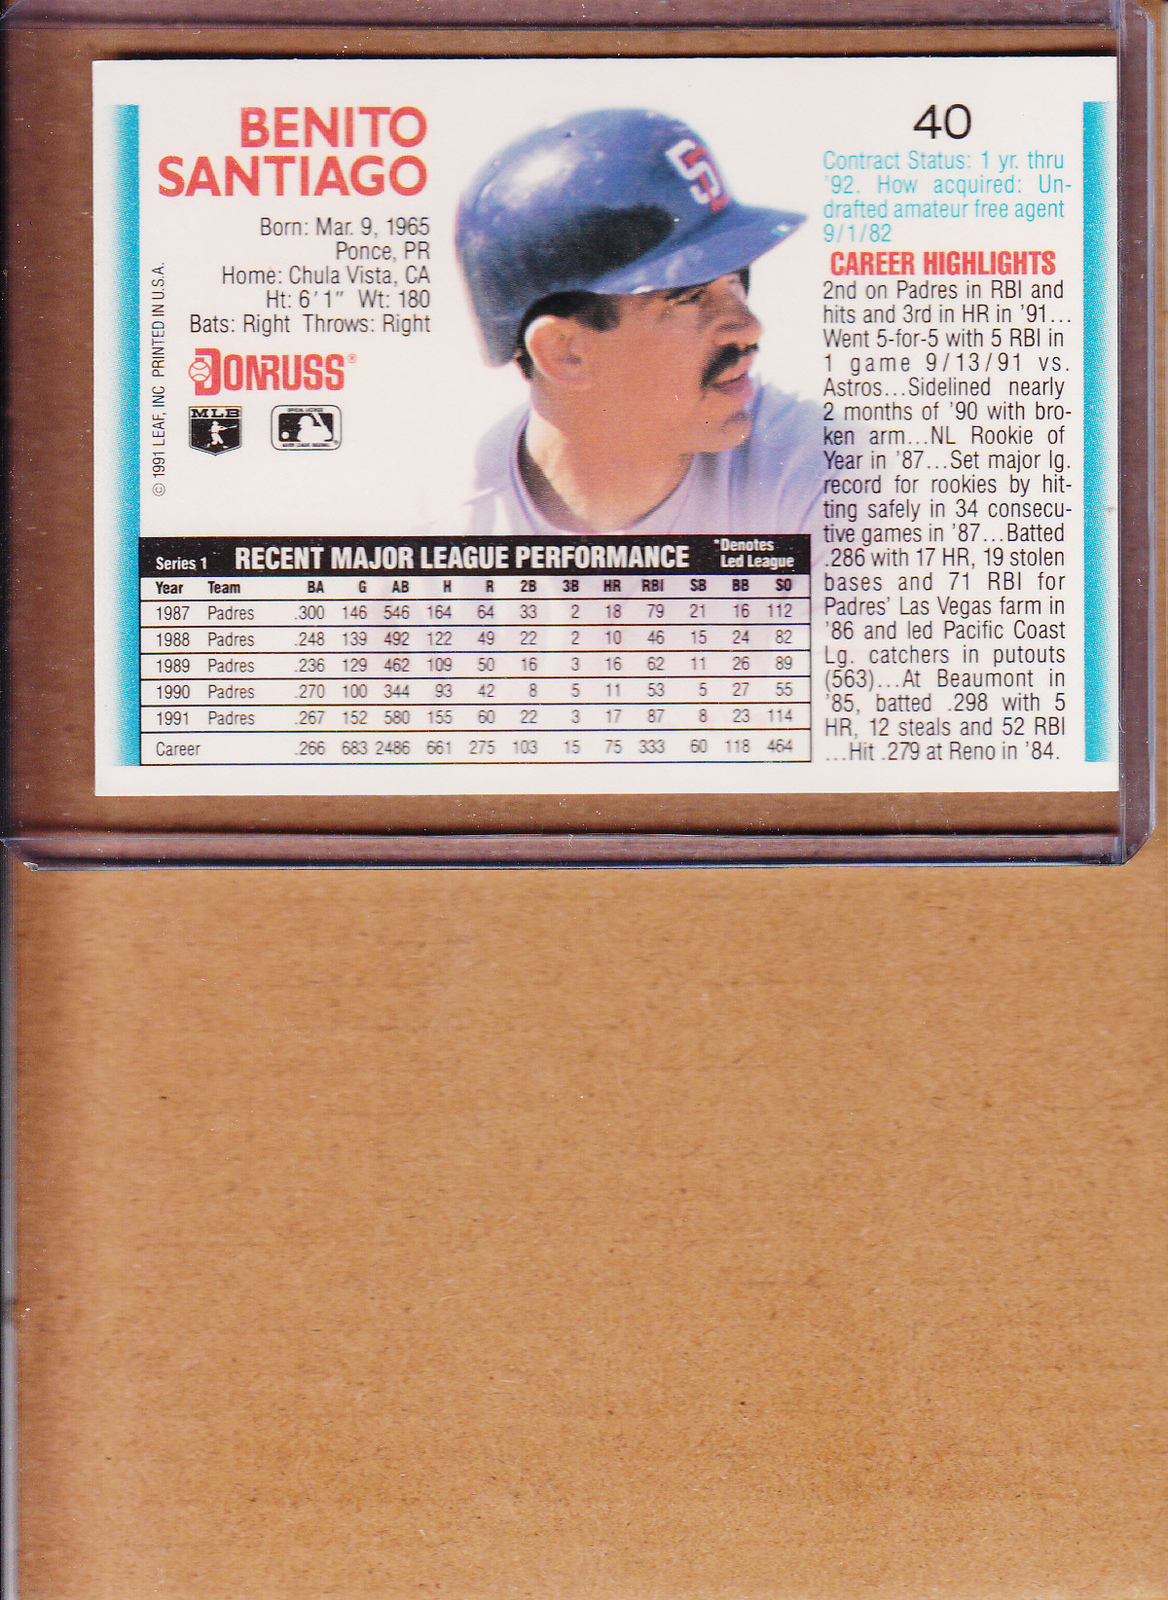 BENITO
SANTIAGO
Born: Mar. 9, 1965
Ponce, PR
Home: Chula Vista, CA
Ht: 6'1" Wt: 180
Bats: Right Throws: Right
DONRUSS®
MLB
© 1991 LEAF, INC PRINTED IN U.S.A.
SD
40
Contract Status: 1 yr. thru
'92. How acquired: Un-
drafted amateur free agent
9/1/82
CAREER HIGHLIGHTS
2nd on Padres in RBI and
hits and 3rd in HR in '91...
Went 5-for-5 with 5 RBI in
1 game 9/13/91 vs.
Astros...Sidelined nearly
2 months of '90 with bro-
ken arm...NL Rookie of
Year in '87...Set major lg.
record for rookies by hit-
ting safely in 34 consecu-
tive games in '87...Batted
.286 with 17 HR, 19 stolen
bases and 71 RBI for
Padres' Las Vegas farm in
'86 and led Pacific Coast
Lg. catchers in putouts
(563)...At Beaumont in
'85, batted .298 with 5
HR, 12 steals and 52 RBI
...Hit .279 at Reno in '84.
Series 1 RECENT MAJOR LEAGUE PERFORMANCE *Denotes
Led League
Year Team BA G AB H R 2B 3B HR RBI SB BB SO
1987 Padres .300 146 546 164 64 33 2 18 79 21 16 112
1988 Padres .248 139 492 122 49 22 2 10 46 15 24 82
1989 Padres .236 129 462 109 50 16 3 16 62 11 26 89
1990 Padres .270 100 344 93 42 8 5 11 53 5 27 55
1991 Padres .267 152 580 155 60 22 3 17 87 8 23 114
Career .266 683 2486 661 275 103 15 75 333 60 118 464